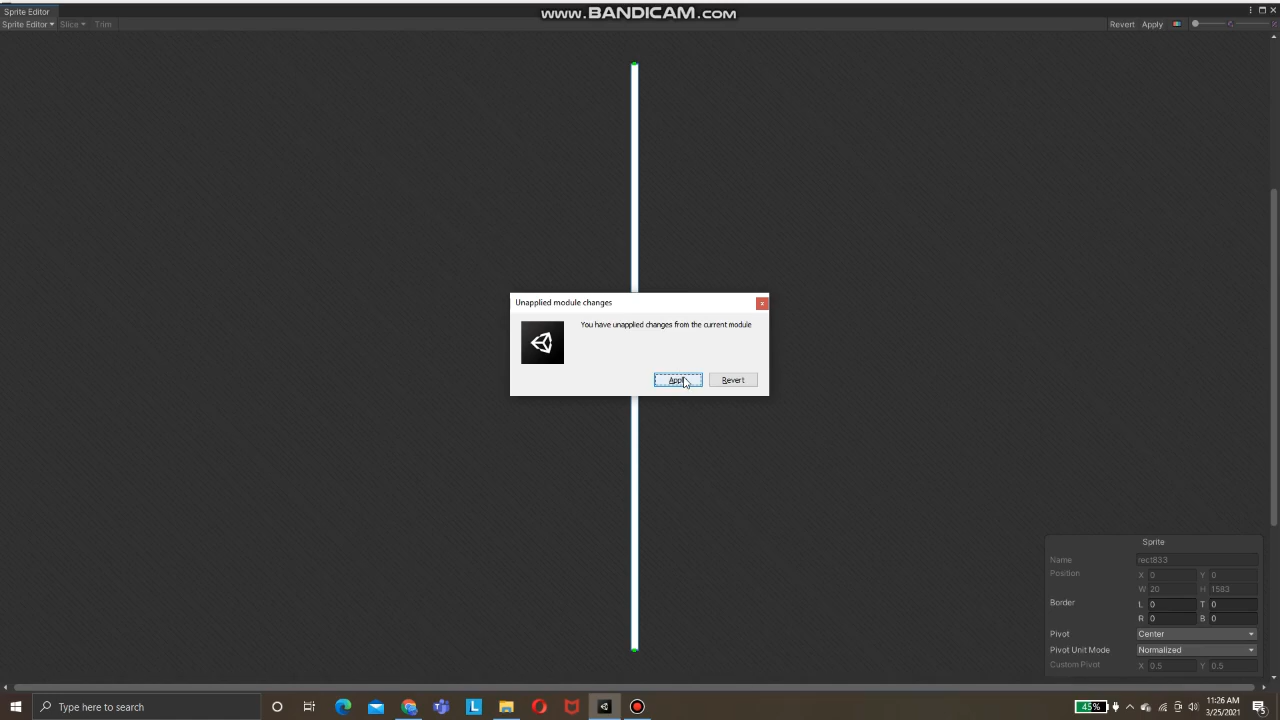 Sprite Editor
www.BANDICAM.com
Sprite Editor Slice Trim Revert Apply
Unapplied module changes
You have unapplied changes from the current module
Apply Revert
Sprite
Name rect833
Position X 0 Y 0
W 20 H 1583
Border L 0 T 0
R 0 B 0
Pivot Center
Pivot Unit Mode Normalized
Custom Pivot X 0.5 Y 0.5
Type here to search
45%
11:26 AM
3/25/2021
5